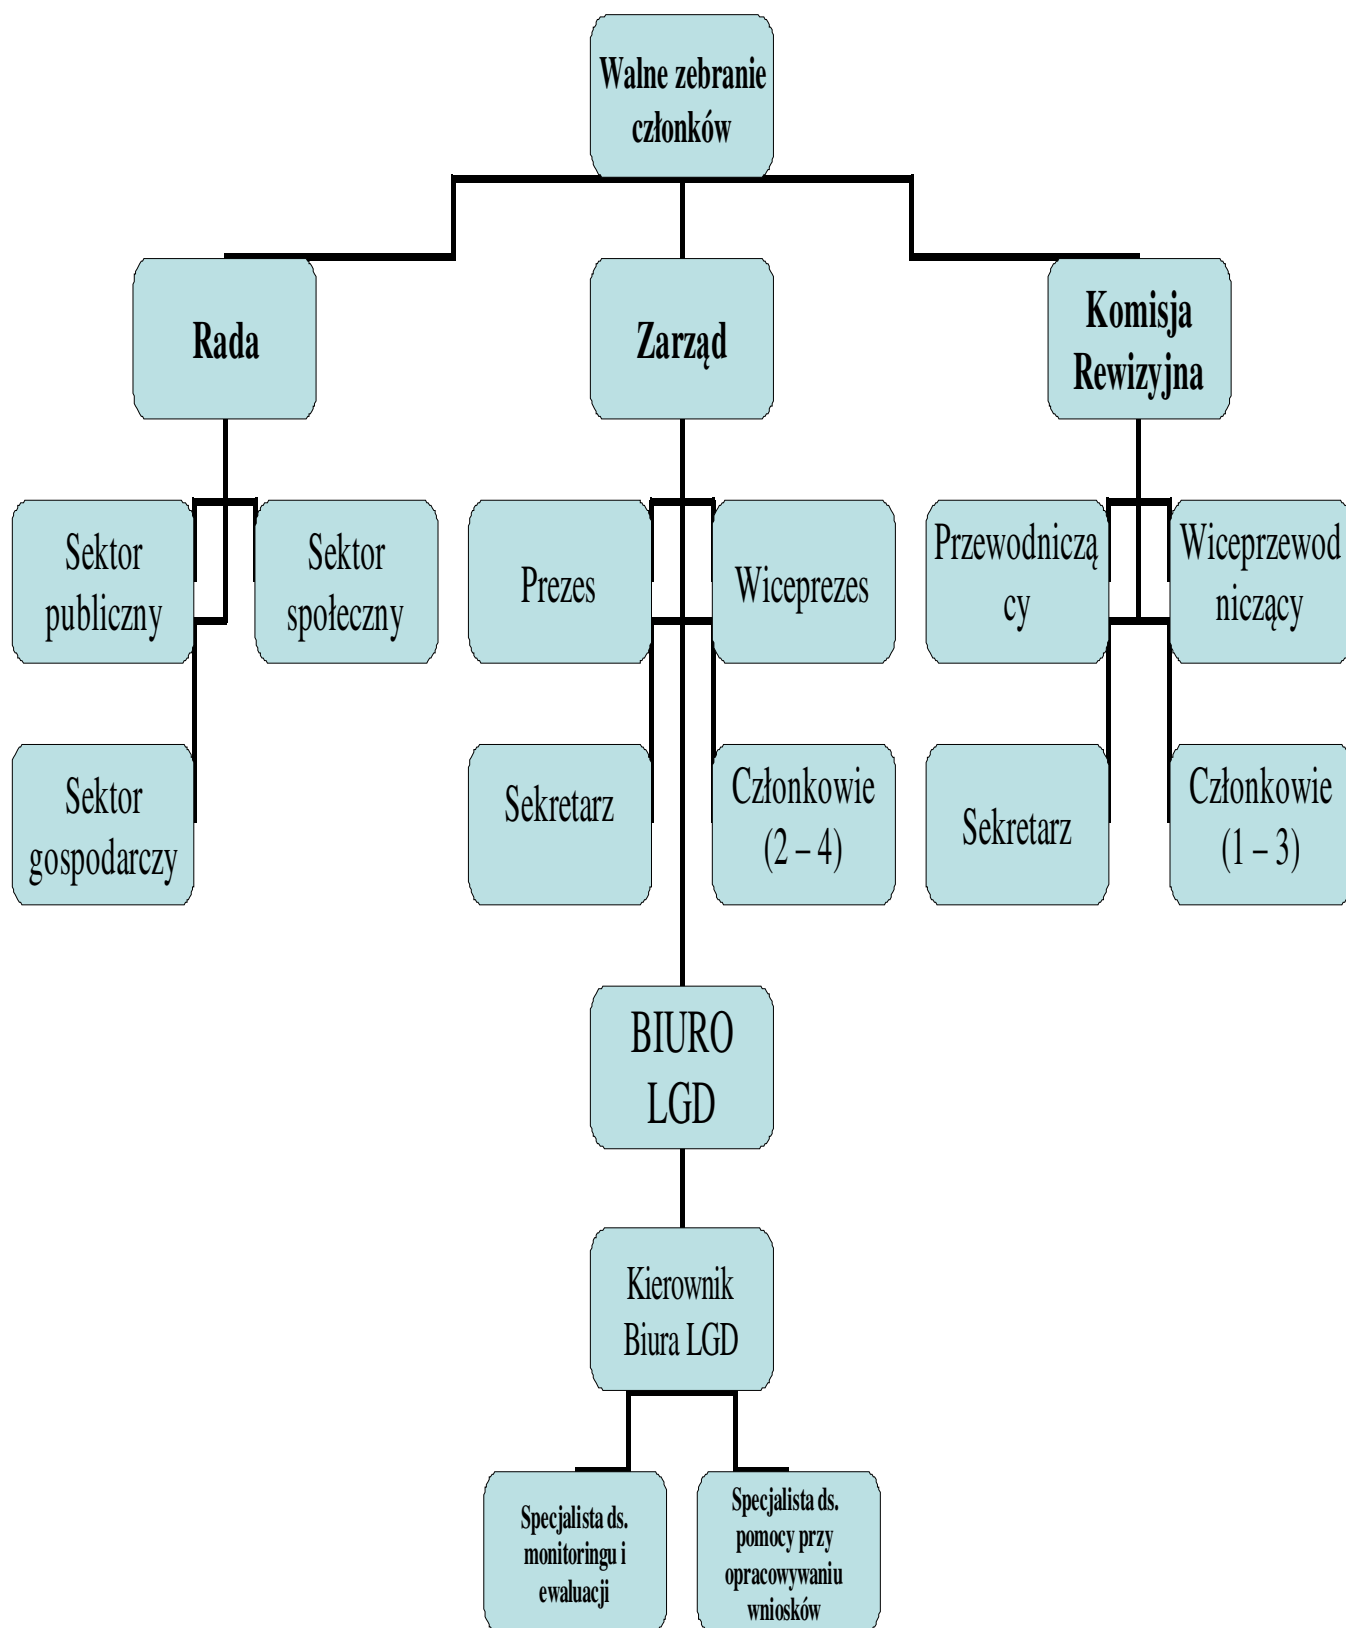 Walne zebranie
członków
Rada
Zarząd
Komisja
Rewizyjna
Sektor
publiczny
Sektor
społeczny
Prezes
Wiceprezes
Przewodniczą
cy
Wiceprzewod
niczący
Sektor
gospodarczy
Sekretarz
Członkowie
(2 – 4)
Sekretarz
Członkowie
(1 – 3)
BIURO
LGD
Kierownik
Biura LGD
Specjalista ds.
monitoringu i
ewaluacji
Specjalista ds.
pomocy przy
opracowywaniu
wniosków